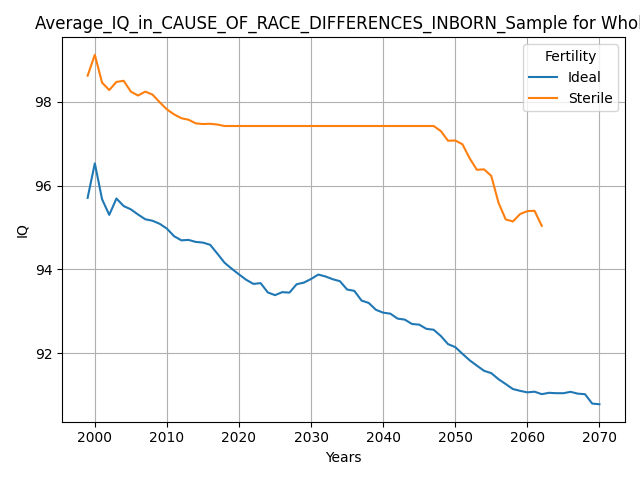 Average_IQ_in_CAUSE_OF_RACE_DIFFERENCES_INBORN_Sample for Whol
Fertility
Ideal
Sterile
98
96
94
92
IQ
2000 2010 2020 2030 2040 2050 2060 2070
Years